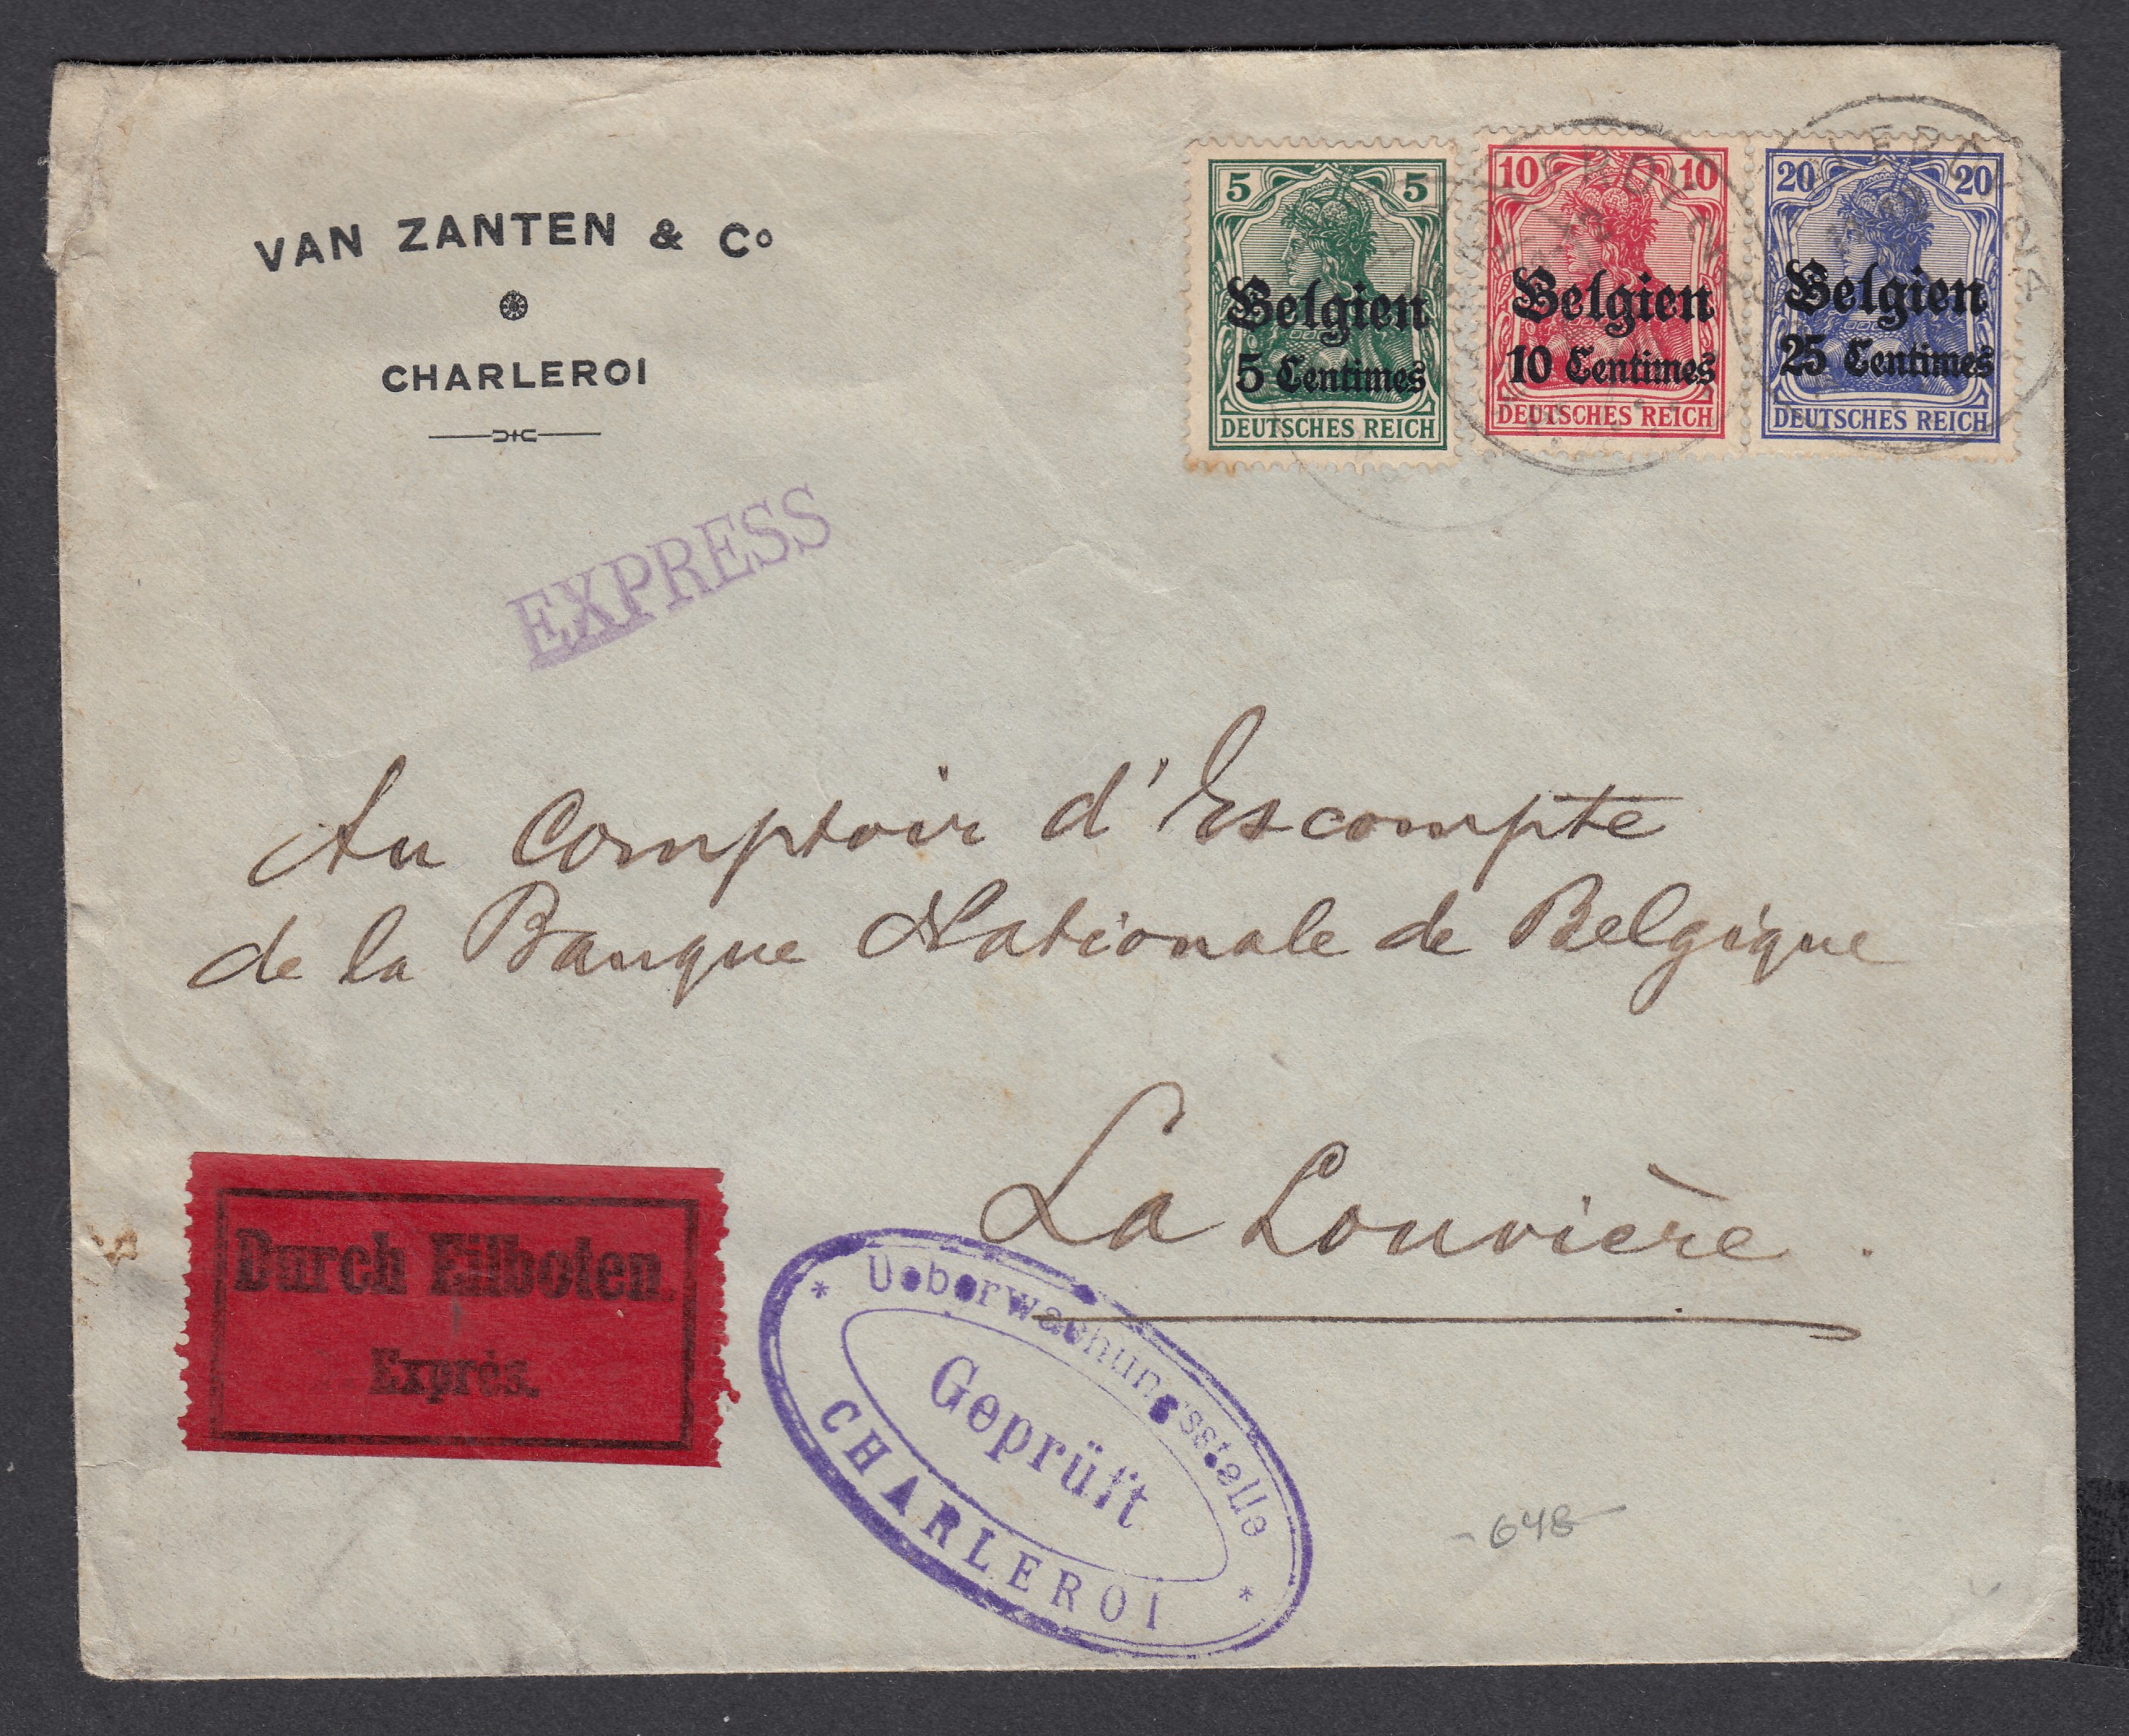 VAN ZANTEN & Cº
CHARLEROI
5 5
Belgien
5 Centimes
DEUTSCHES REICH
10 10
Belgien
10 Centimes
DEUTSCHES REICH
20 20
Belgien
25 Centimes
DEUTSCHES REICH
EXPRESS
Au Comptoir d'Escompte
de la Banque Nationale de Belgique
La Louvière.
Durch Eilboten.
Exprès.
* Ueberwachungsstelle *
Geprüft
CHARLEROI
-648-